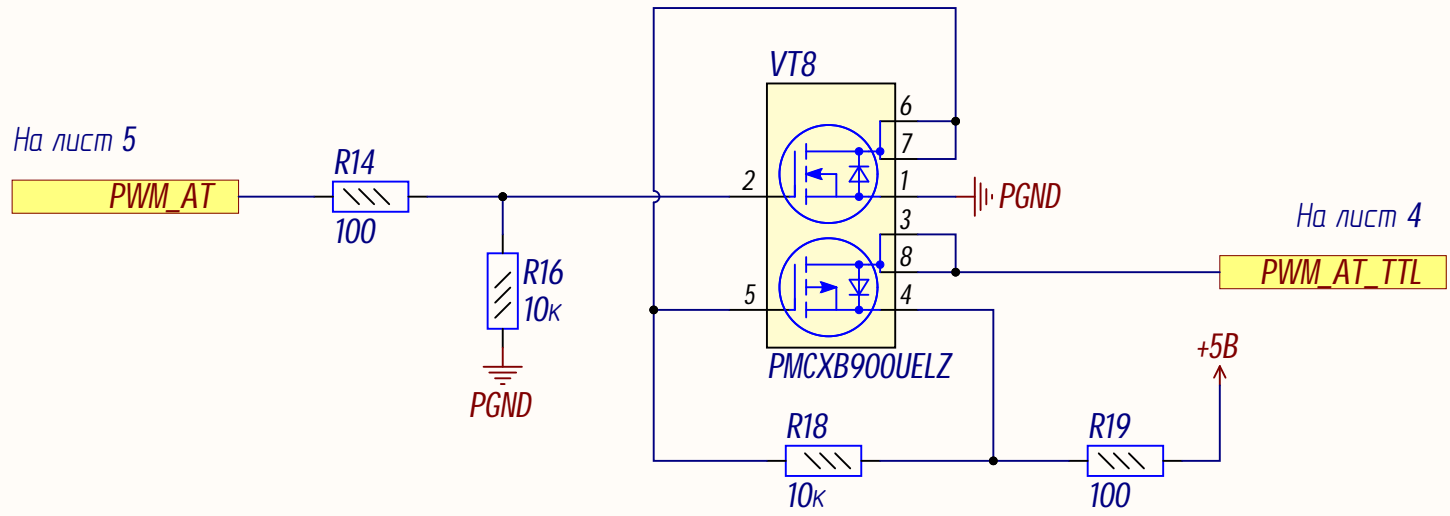 VT8
6
7
На лист 5
R14
PWM_AT
2
1
PGND
100
3
На лист 4
R16
8
PWM_AT_TTL
10к
5
4
+5В
PMCXB900UELZ
PGND
R18
R19
10к
100